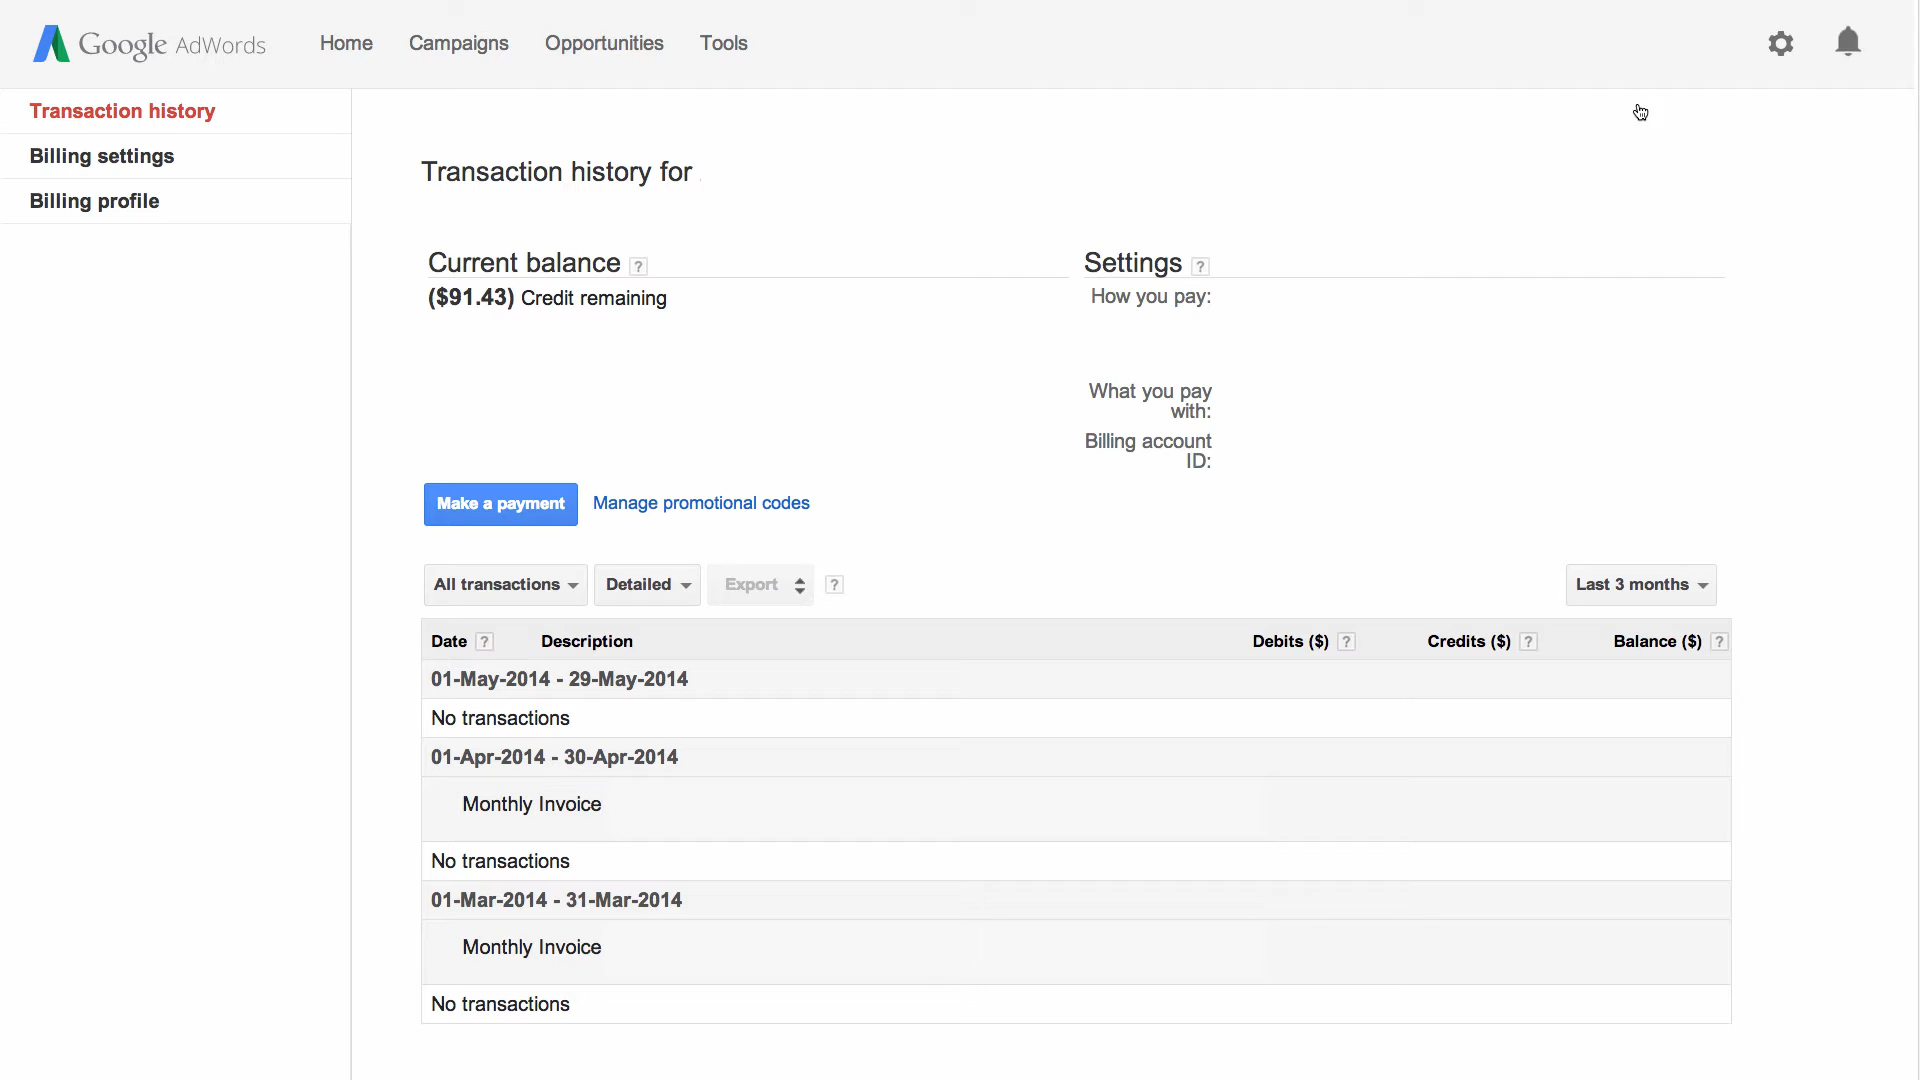 Google AdWords Home Campaigns Opportunities Tools
Transaction history
Billing settings
Billing profile
Transaction history for
Current balance ?
($91.43) Credit remaining
Settings ?
How you pay:
What you pay
with:
Billing account
ID:
Make a payment Manage promotional codes
All transactions Detailed Export ? Last 3 months
Date ? Description Debits ($) ? Credits ($) ? Balance ($) ?
01-May-2014 - 29-May-2014
No transactions
01-Apr-2014 - 30-Apr-2014
Monthly Invoice
No transactions
01-Mar-2014 - 31-Mar-2014
Monthly Invoice
No transactions